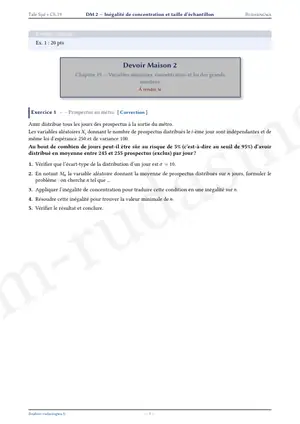 Tale Spé – Ch.19 DM 2 — Inégalité de concentration et taille d'échantillon
Ex. 1 : 20 pts
Devoir Maison 2
Chapitre 19 – Variables aléatoires, concentration et loi des grands
nombres
À rendre le
Exercice 1 – – Prospectus au métro. [ Correction ]
Amir distribue tous les jours des prospectus à la sortie du métro.
Les variables aléatoires Xi donnant le nombre de prospectus distribués le i-ème jour sont indépendantes et de
même loi d'espérance 250 et de variance 100.
Au bout de combien de jours peut-il être sûr au risque de 5% (c'est-à-dire au seuil de 95%) d'avoir
distribué en moyenne entre 245 et 255 prospectus (exclus) par jour ?
1. Vérifier que l'écart-type de la distribution d'un jour est σ = 10.
2. En notant Mn la variable aléatoire donnant la moyenne de prospectus distribués sur n jours, formuler le
problème : on cherche n tel que ...
3. Appliquer l'inégalité de concentration pour traduire cette condition en une inégalité sur n.
4. Résoudre cette inégalité pour trouver la valeur minimale de n.
5. Vérifier le résultat et conclure.
– 1 –